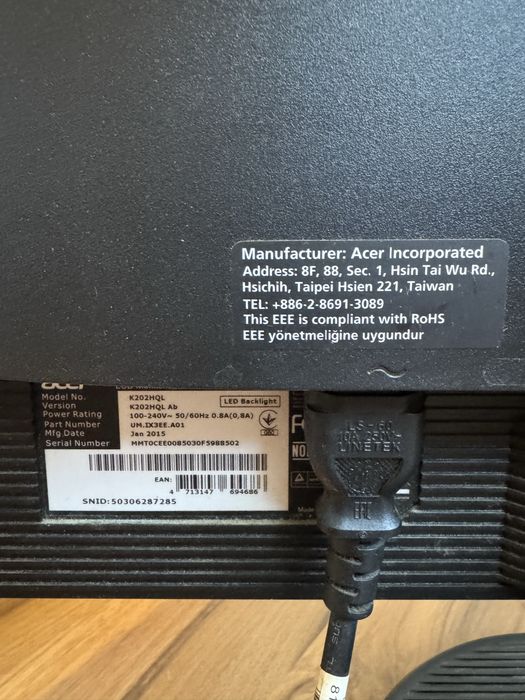 Manufacturer: Acer Incorporated
Address: 8F, 88, Sec. 1, Hsin Tai Wu Rd.,
Hsichih, Taipei Hsien 221, Taiwan
TEL: +886-2-8691-3089
This EEE is compliant with RoHS
EEE yönetmeliğine uygundur
acer
Model No. K202HQL
Version K202HQL Ab
LED Backlight
Power Rating 100-240V~ 50/60Hz 0.8A(0,8A)
Part Number UM.IX3EE.A01
Mfg Date Jan 2015
Serial Number MMT0CEE0085030F5988502
EAN:
4 713147 694686
SNID: 50306287285
LS-60
LINETEK